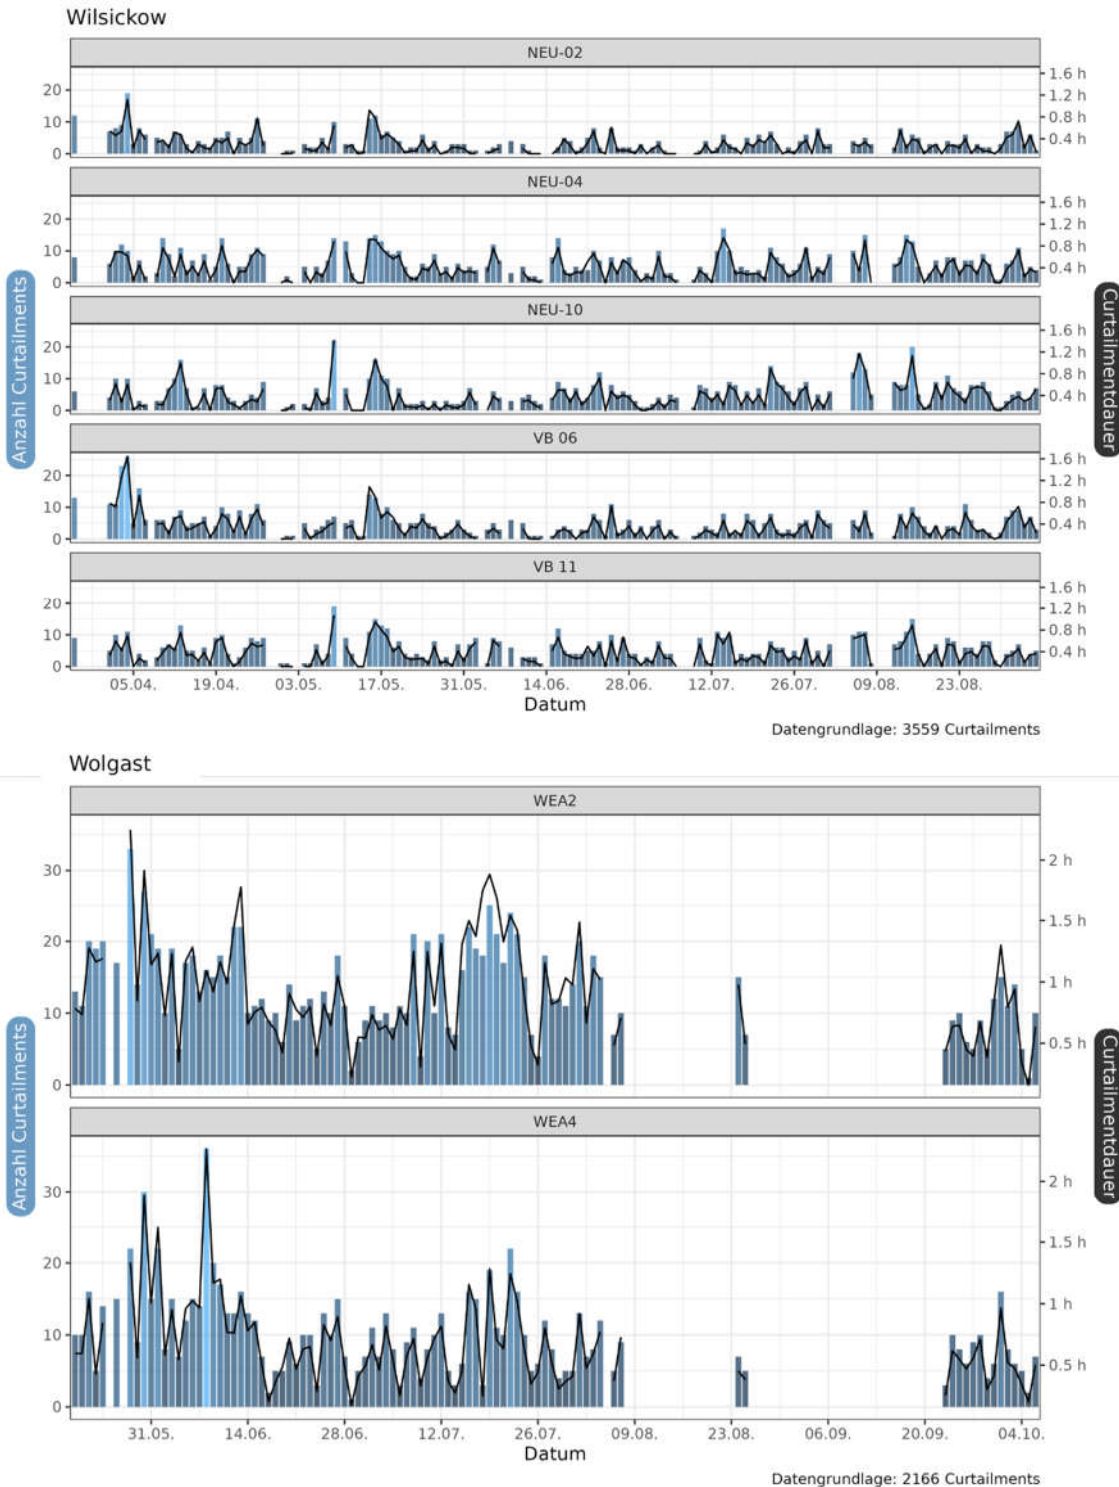 Wilsickow
NEU-02
20
10
0
1.6 h
1.2 h
0.8 h
0.4 h
NEU-04
20
10
0
1.6 h
1.2 h
0.8 h
0.4 h
NEU-10
20
10
0
1.6 h
1.2 h
0.8 h
0.4 h
VB 06
20
10
0
1.6 h
1.2 h
0.8 h
0.4 h
VB 11
20
10
0
1.6 h
1.2 h
0.8 h
0.4 h
Anzahl Curtailments
Curtailmentdauer
05.04. 19.04. 03.05. 17.05. 31.05. 14.06. 28.06. 12.07. 26.07. 09.08. 23.08.
Datum
Datengrundlage: 3559 Curtailments
Wolgast
WEA2
30
20
10
0
2 h
1.5 h
1 h
0.5 h
WEA4
30
20
10
0
2 h
1.5 h
1 h
0.5 h
Anzahl Curtailments
Curtailmentdauer
31.05. 14.06. 28.06. 12.07. 26.07. 09.08. 23.08. 06.09. 20.09. 04.10.
Datum
Datengrundlage: 2166 Curtailments